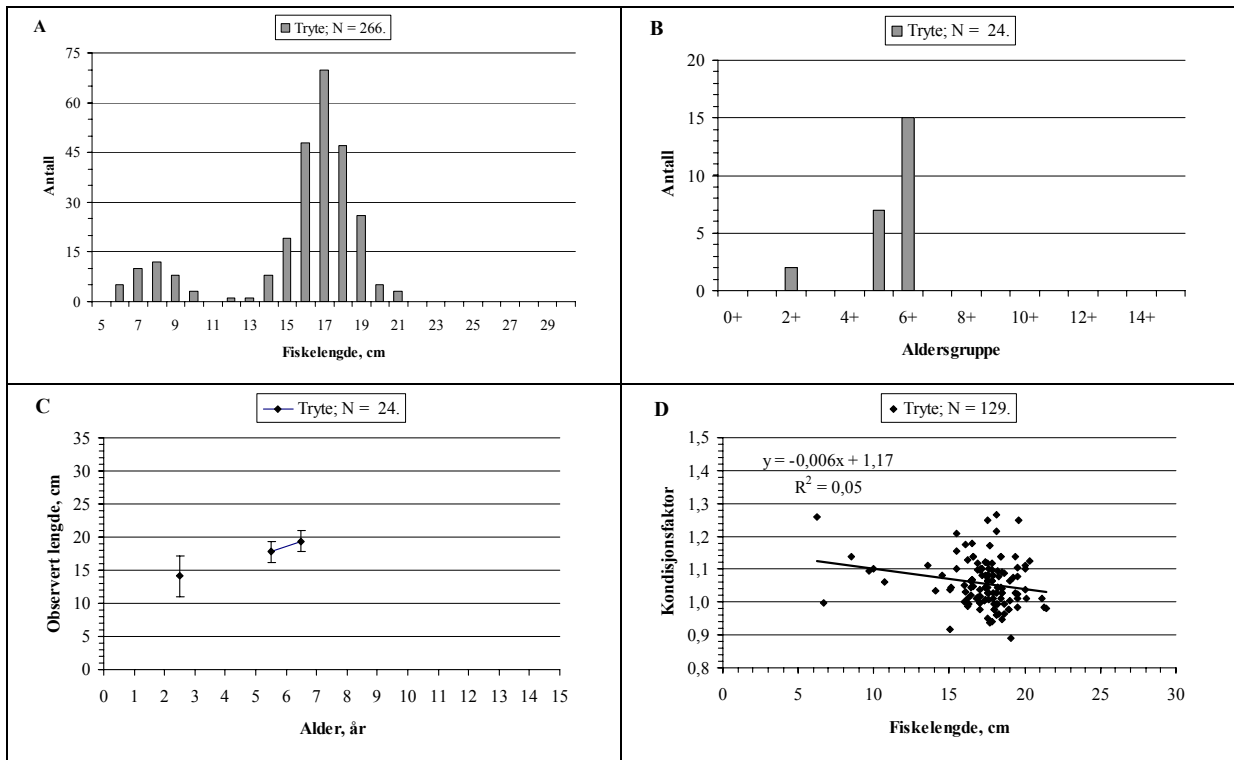 A
Tryte; N = 266.
75
60
45
30
15
0
Antall
5 7 9 11 13 15 17 19 21 23 25 27 29
Fiskelengde, cm
B
Tryte; N = 24.
20
15
10
5
0
Antall
0+ 2+ 4+ 6+ 8+ 10+ 12+ 14+
Aldersgruppe
C
Tryte; N = 24.
35
30
25
20
15
10
5
0
Observert lengde, cm
0 1 2 3 4 5 6 7 8 9 10 11 12 13 14 15
Alder, år
D
Tryte; N = 129.
1,5
1,4
1,3
1,2
1,1
1,0
0,9
0,8
Kondisjonsfaktor
y = -0,006x + 1,17
R² = 0,05
0 5 10 15 20 25 30
Fiskelengde, cm